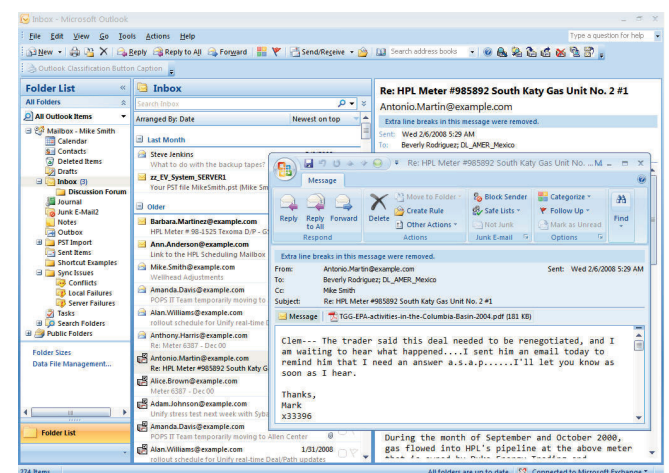 Inbox - Microsoft Outlook
File Edit View Go Tools Actions Help
Type a question for help
New Reply Reply to All Forward Send/Receive Search address books
Outlook Classification Button Caption
Folder List
All Folders
All Outlook Items
Mailbox - Mike Smith
Calendar
Contacts
Deleted Items
Drafts
Inbox (3)
Discussion Forum
Journal
Junk E-Mail2
Notes
Outbox
PST Import
Sent Items
Shortcut Examples
Sync Issues
Conflicts
Local Failures
Server Failures
Tasks
Search Folders
Public Folders
Folder Sizes
Data File Management...
Folder List
274 Items
Inbox
Search Inbox
Arranged By: Date Newest on top
Last Month
Steve Jenkins
What to do with the backup tapes?
zz_EV_System_SERVER1
Your PST file MikeSmith.pst (Mike Sm
Older
Barbara.Martinez@example.com
HPL Meter # 98-1525 Texoma D/P - G
Ann.Anderson@example.com
Link to the HPL Scheduling Mailbox
Mike.Smith@example.com
Wellhead Adjustments
Amanda.Davis@example.com
POPS IT Team temporarily moving to
Alan.Williams@example.com
rollout schedule for Unify real-time D
Anthony.Harris@example.com
Re: Meter 6387 - Dec 00
Antonio.Martin@example.com
Re: HPL Meter #985892 South Katy G
Alice.Brown@example.com
Meter 6387 - Dec 00
Adam.Johnson@example.com
Unify stress test next week with Syb
Amanda.Davis@example.com
POPS IT Team temporarily moving to Allen Center
Alan.Williams@example.com 1/31/2008
rollout schedule for Unify real-time Deal/Path updates
Re: HPL Meter #985892 South Katy Gas Unit No. 2 #1
Antonio.Martin@example.com
Extra line breaks in this message were removed.
Sent: Wed 2/6/2008 5:29 AM
To: Beverly Rodriguez; DL_AMER_Mexico
Re: HPL Meter #985892 South Katy Gas Unit No. ... M
Message
Reply Reply to All Forward
Respond
Delete Move to Folder Create Rule Other Actions
Actions
Block Sender Safe Lists Not Junk
Junk E-mail
Categorize Follow Up Mark as Unread
Options
Find
Extra line breaks in this message were removed.
From: Antonio.Martin@example.com Sent: Wed 2/6/2008 5:29 AM
To: Beverly Rodriguez; DL_AMER_Mexico
Cc: Mike Smith
Subject: Re: HPL Meter #985892 South Katy Gas Unit No. 2 #1
Message TGG-EPA-activities-in-the-Columbia-Basin-2004.pdf (181 KB)
Clem--- The trader said this deal needed to be renegotiated, and I
am waiting to hear what happened....I sent him an email today to
remind him that I need an answer a.s.a.p......I'll let you know as
soon as I hear.
Thanks,
Mark
x33396
During the month of September and October 2000,
gas flowed into HPL's pipeline at the above meter
All folders are up to date. Connected to Microsoft Exchange